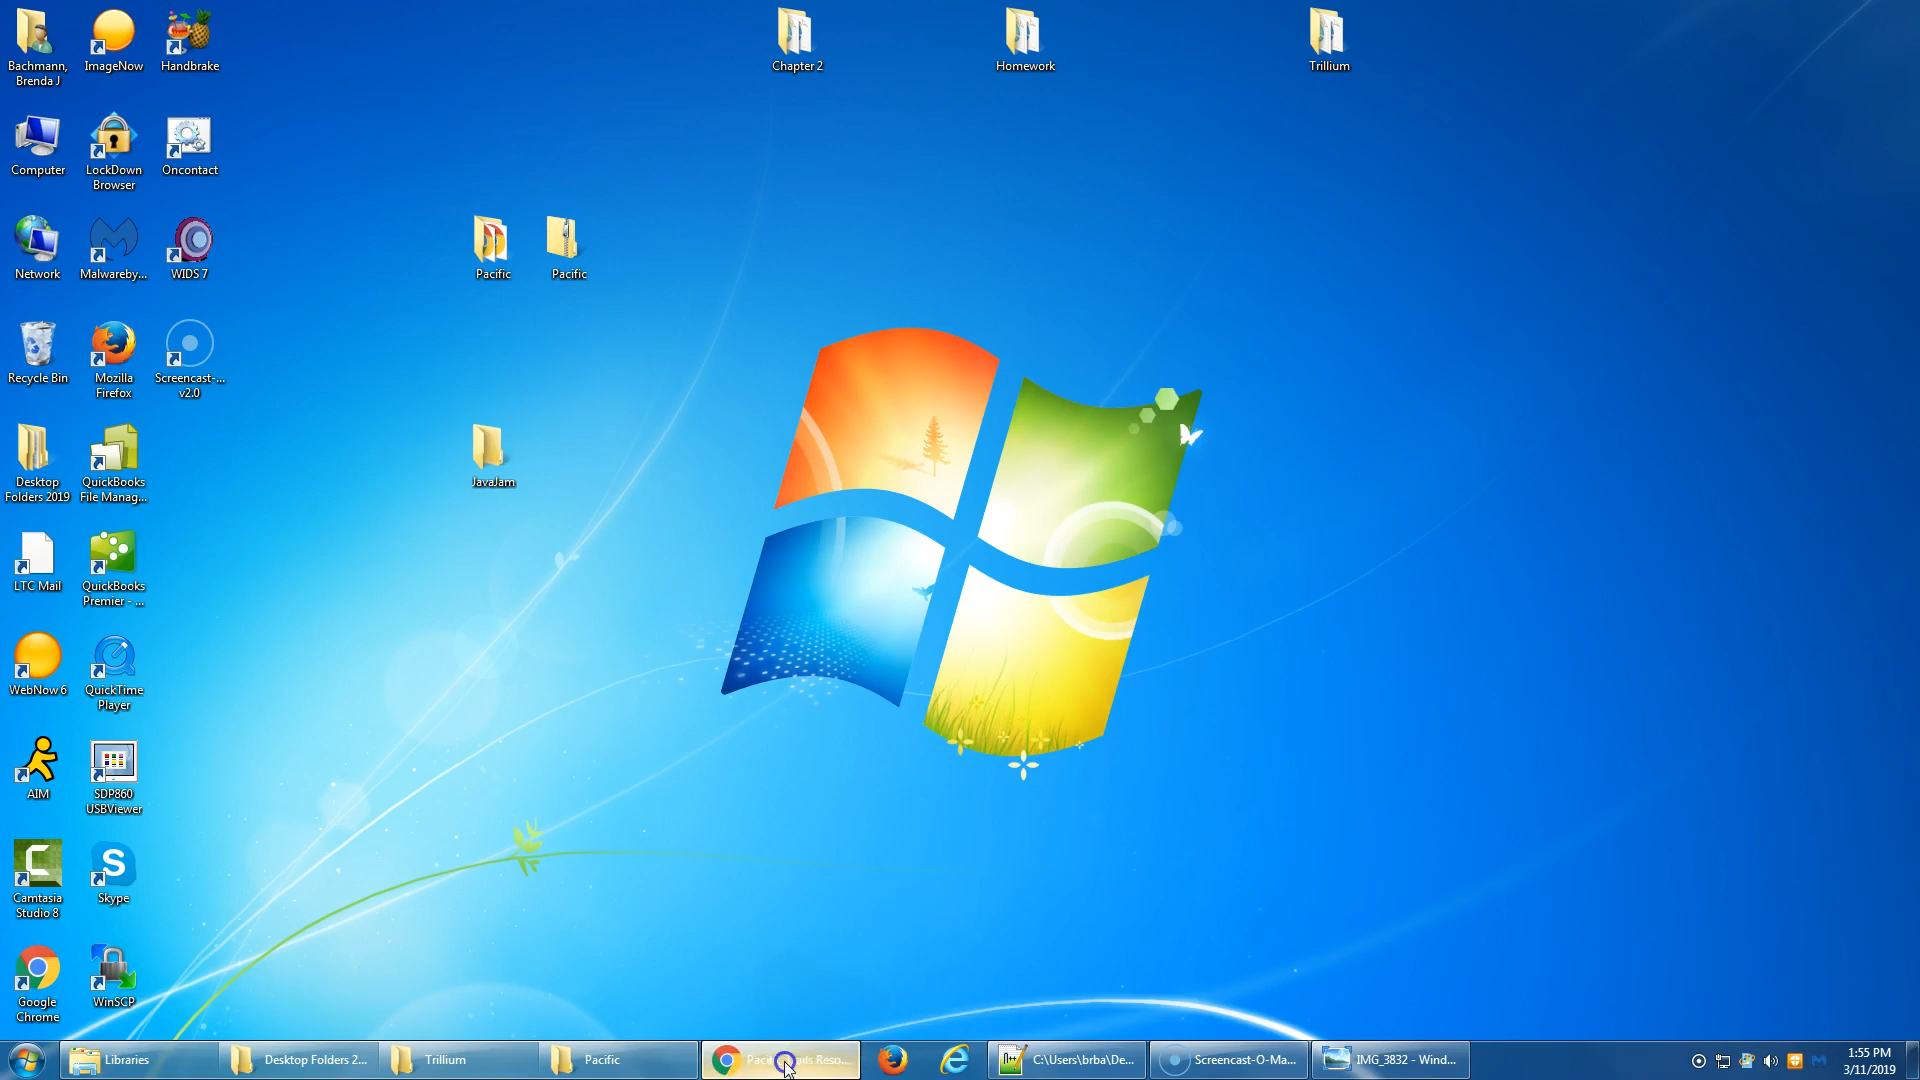 Bachmann,
Brenda J
ImageNow
Handbrake
Chapter 2
Homework
Trillium
Computer
LockDown
Browser
Oncontact
Network
Malwareby...
WIDS 7
Pacific
Pacific
Recycle Bin
Mozilla
Firefox
Screencast-...
v2.0
Desktop
Folders 2019
QuickBooks
File Manag...
JavaJam
LTC Mail
QuickBooks
Premier - ...
WebNow 6
QuickTime
Player
AIM
SDP860
USBViewer
Camtasia
Studio 8
Skype
Google
Chrome
WinSCP
Libraries
Desktop Folders 2...
Trillium
Pacific
C:\Users\brba\De...
Screencast-O-Ma...
IMG_3832 - Wind...
1:55 PM
3/11/2019